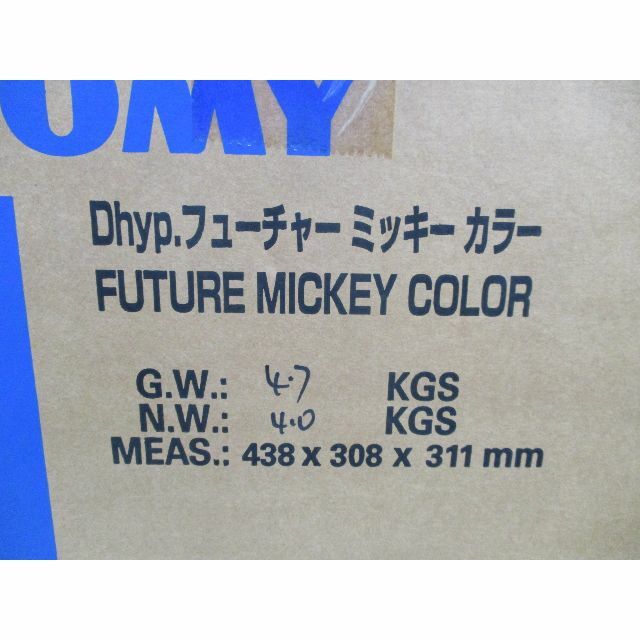 OMY
Dhyp.フューチャー ミッキー カラー
FUTURE MICKEY COLOR
G.W.: 4.7 KGS
N.W.: 4.0 KGS
MEAS.: 438 x 308 x 311 mm